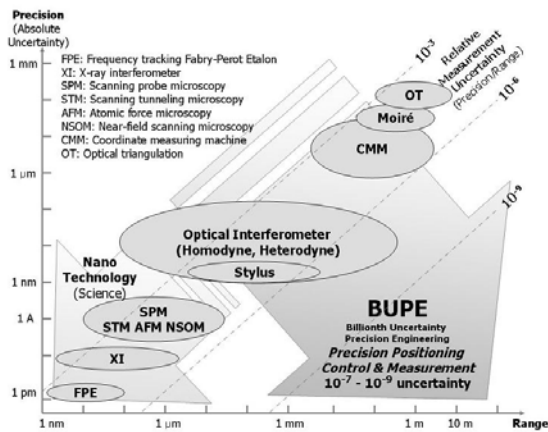 Precision
(Absolute
Uncertainty)
FPE: Frequency tracking Fabry-Perot Etalon
XI: X-ray interferometer
SPM: Scanning probe microscopy
STM: Scanning tunneling microscopy
AFM: Atomic force microscopy
NSOM: Near-field scanning microscopy
CMM: Coordinate measuring machine
OT: Optical triangulation
10⁻³
Relative
Measurement
Uncertainty
(Precision/Range)
10⁻⁶
10⁻⁹
1 mm
1 μm
1 nm
1 A
1 pm
OT
Moiré
CMM
Optical Interferometer
(Homodyne, Heterodyne)
Stylus
Nano
Technology
(Science)
SPM
STM AFM NSOM
XI
FPE
BUPE
Billionth Uncertainty
Precision Engineering
Precision Positioning
Control & Measurement
10⁻⁷ - 10⁻⁹ uncertainty
1 nm 1 μm 1 mm 1 m 10 m Range